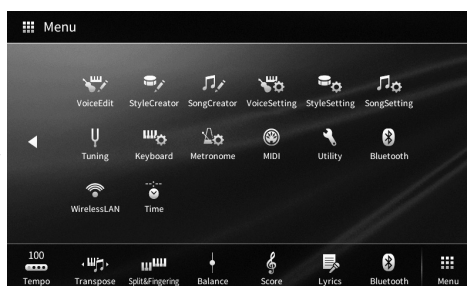 Menu
VoiceEdit StyleCreator SongCreator VoiceSetting StyleSetting SongSetting
Tuning Keyboard Metronome MIDI Utility Bluetooth
WirelessLAN Time
100
Tempo Transpose Split&Fingering Balance Score Lyrics Bluetooth Menu